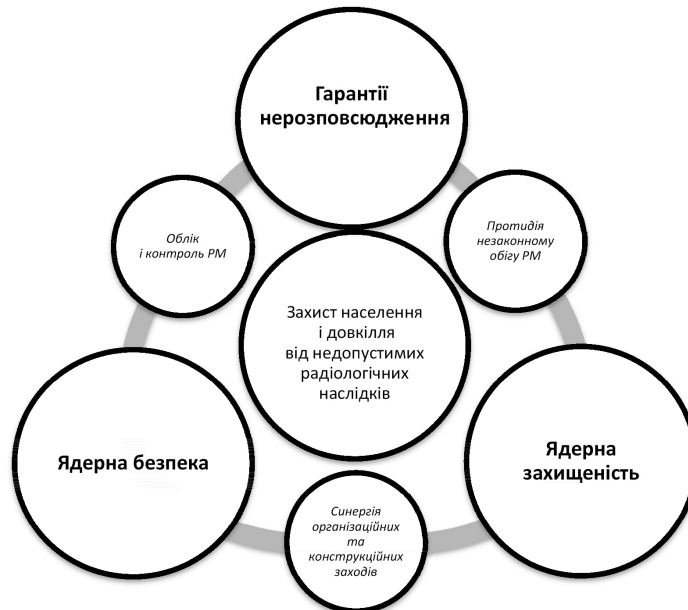 Гарантії
нерозповсюдження
Облік
і контроль РМ
Протидія
незаконному
обігу РМ
Захист населення
і довкілля
від недопустимих
радіологічних
наслідків
Ядерна безпека
Ядерна
захищеність
Синергія
організаційних
та
конструкційних
заходів